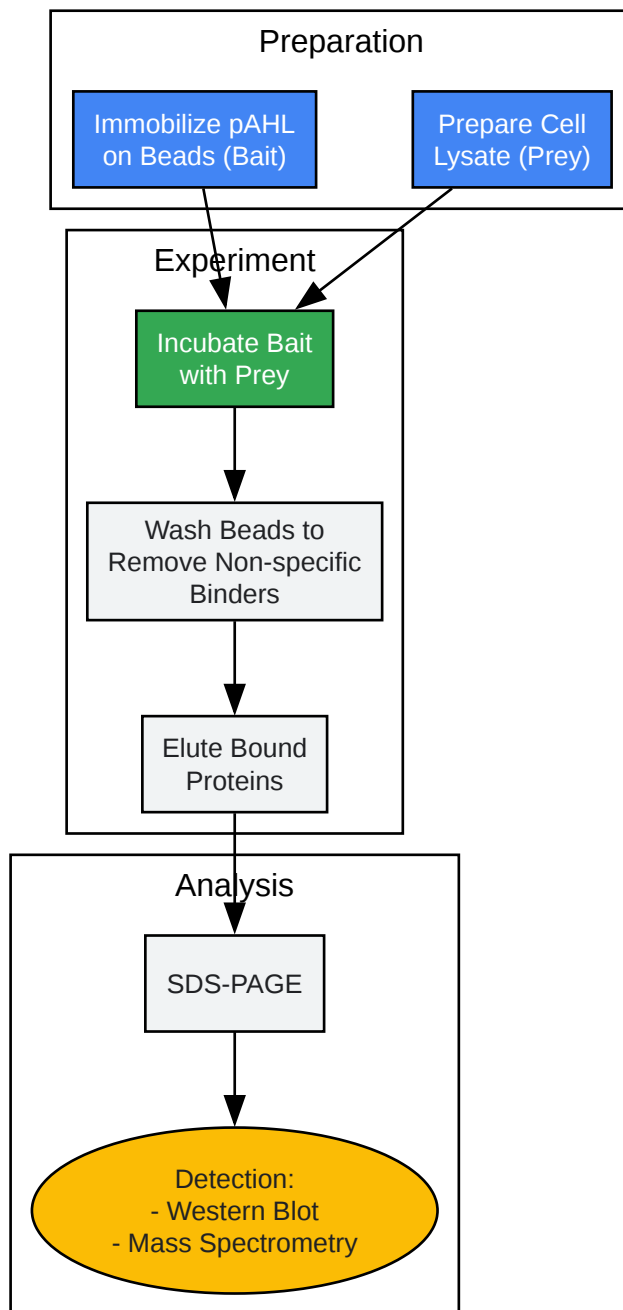 Preparation
Immobilize pAHL
on Beads (Bait)
Prepare Cell
Lysate (Prey)
Experiment
Incubate Bait
with Prey
Wash Beads to
Remove Non-specific
Binders
Elute Bound
Proteins
Analysis
SDS-PAGE
Detection:
- Western Blot
- Mass Spectrometry